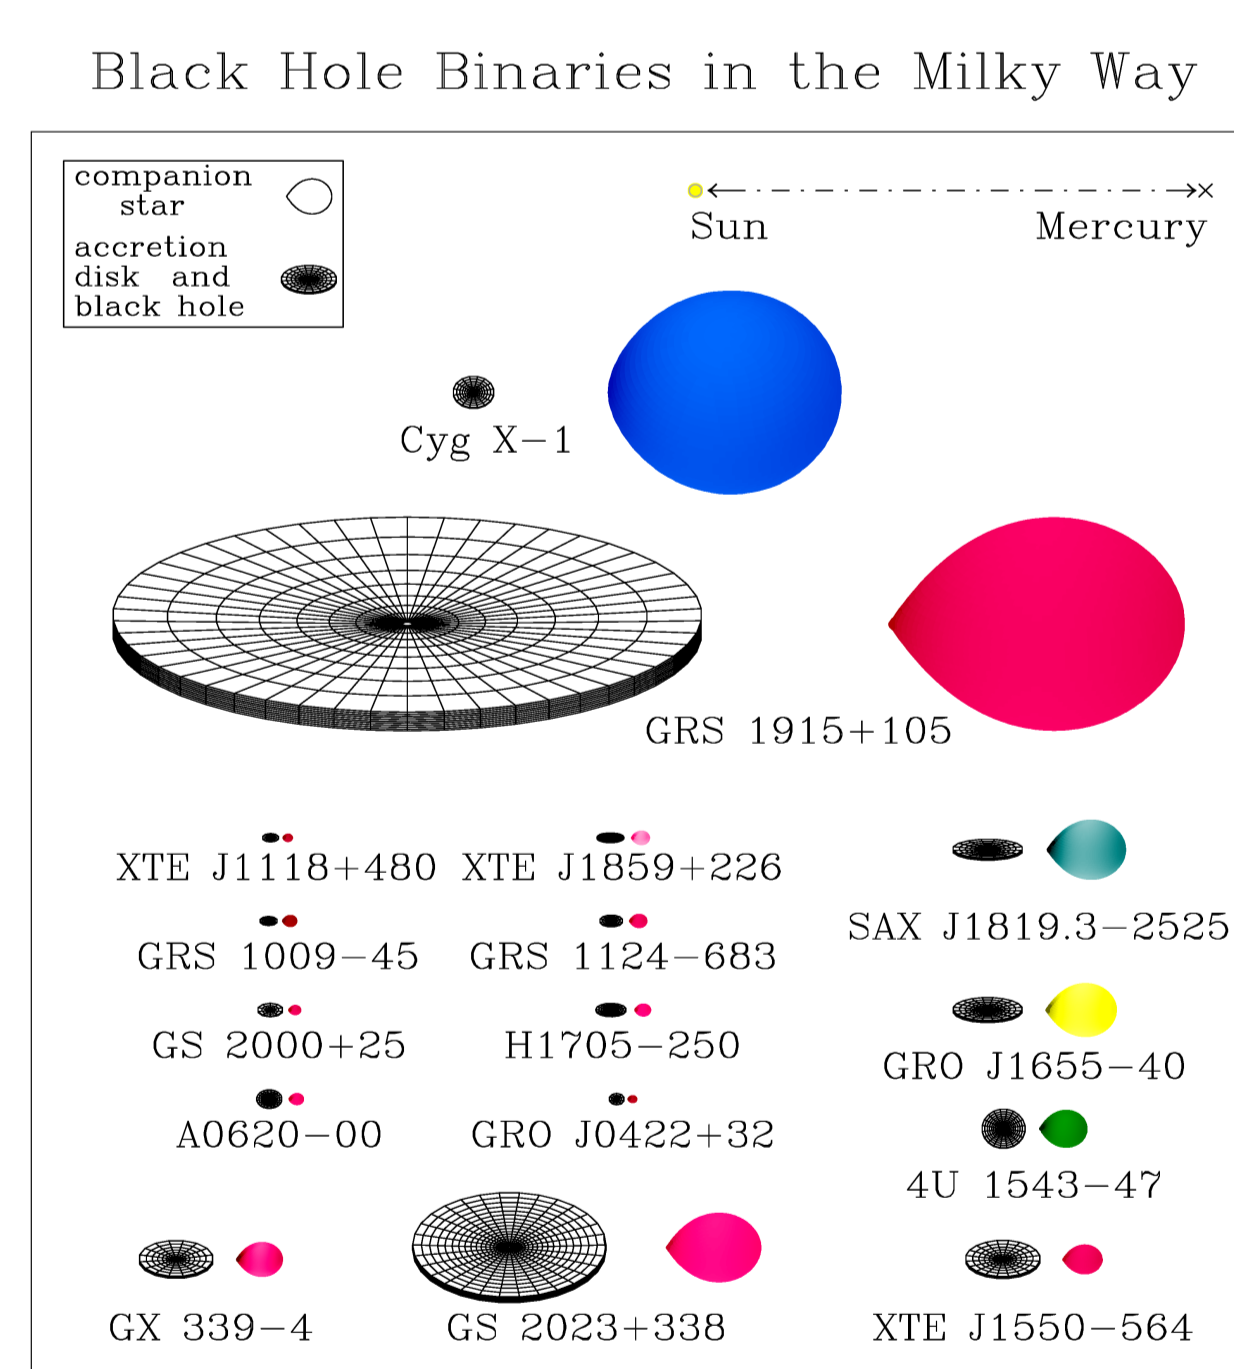 Black Hole Binaries in the Milky Way
companion
star
accretion
disk and
black hole
Sun
Mercury
Cyg X-1
GRS 1915+105
XTE J1118+480
XTE J1859+226
SAX J1819.3-2525
GRS 1009-45
GRS 1124-683
GS 2000+25
H1705-250
GRO J1655-40
A0620-00
GRO J0422+32
4U 1543-47
GX 339-4
GS 2023+338
XTE J1550-564